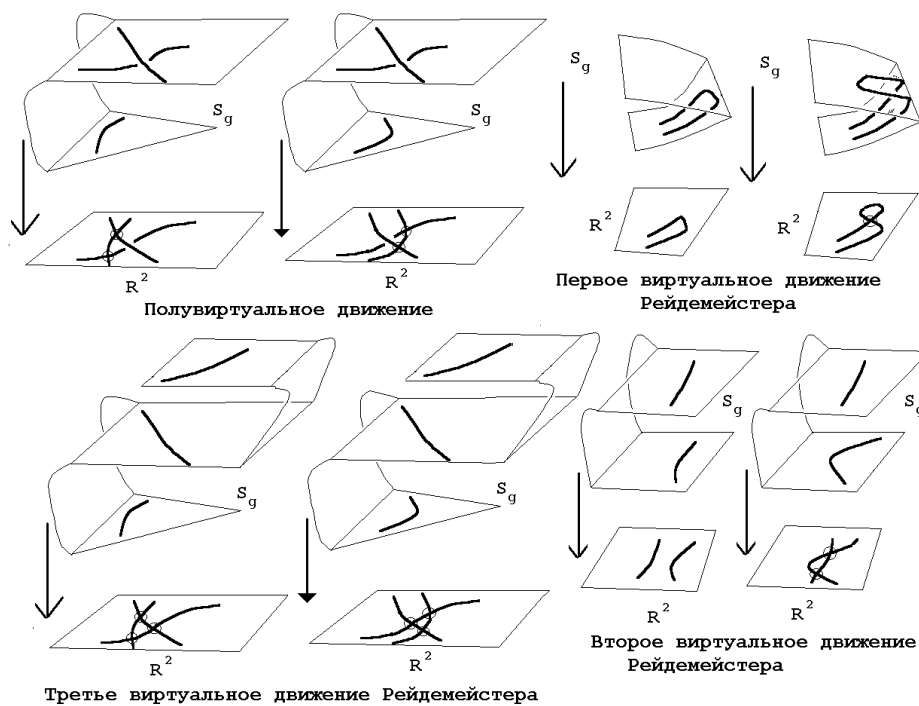 S_g
S_g
R^2
R^2
Полувиртуальное движение
S_g
S_g
R^2
R^2
Первое виртуальное движение
Рейдемейстера
S_g
S_g
R^2
R^2
Третье виртуальное движение Рейдемейстера
S_g
S_g
R^2
R^2
Второе виртуальное движение
Рейдемейстера